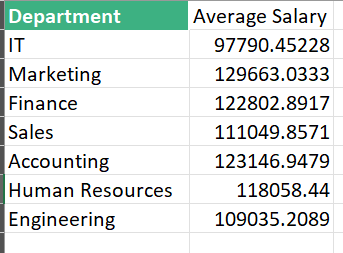 Department Average Salary
IT 97790.45228
Marketing 129663.0333
Finance 122802.8917
Sales 111049.8571
Accounting 123146.9479
Human Resources 118058.44
Engineering 109035.2089